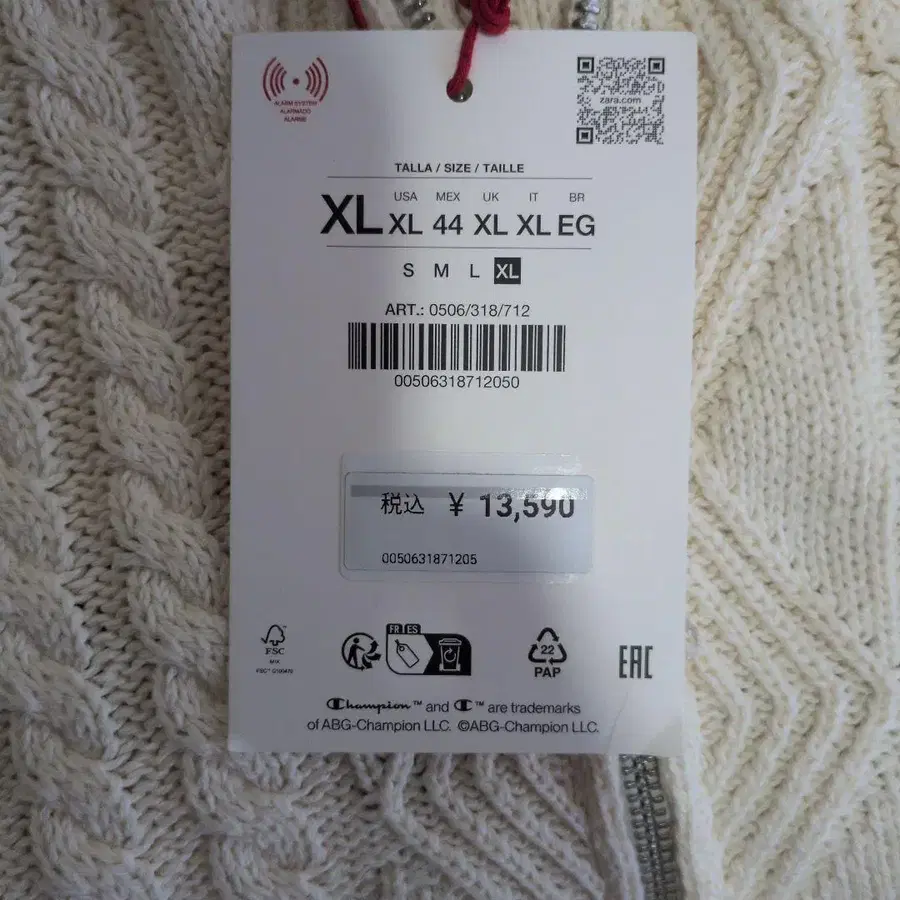 ALARM SYSTEM
ALARMADO
ALARME
zara.com
TALLA / SIZE / TAILLE
USA MEX UK IT BR
XL XL 44 XL XL EG
S M L XL
ART.: 0506/318/712
00506318712050
税込 ¥ 13,590
0050631871205
FSC
MIX
FR ES
22
PAP
EAC
Champion™ and C™ are trademarks
of ABG-Champion LLC. ©ABG-Champion LLC.